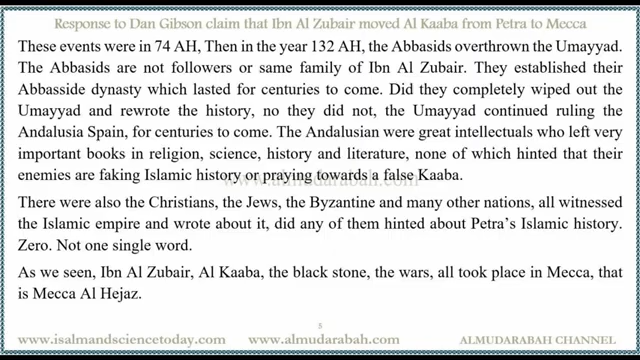 Response to Dan Gibson claim that Ibn Al Zubair moved Al Kaaba from Petra to Mecca
These events were in 74 AH, Then in the year 132 AH, the Abbasids overthrown the Umayyad.
The Abbasids are not followers or same family of Ibn Al Zubair. They established their
Abbasside dynasty which lasted for centuries to come. Did they completely wiped out the
Umayyad and rewrote the history, no they did not, the Umayyad continued ruling the
Andalusia Spain, for centuries to come. The Andalusian were great intellectuals who left very
important books in religion, science, history and literature, none of which hinted that their
enemies are faking Islamic history or praying towards a false Kaaba.
www.almudarabah.com
There were also the Christians, the Jews, the Byzantine and many other nations, all witnessed
the Islamic empire and wrote about it, did any of them hinted about Petra's Islamic history.
Zero. Not one single word.
As we seen, Ibn Al Zubair, Al Kaaba, the black stone, the wars, all took place in Mecca, that
is Mecca Al Hejaz.
5
www.isalmandsciencetoday.com www.almudarabah.com ALMUDARABAH CHANNEL